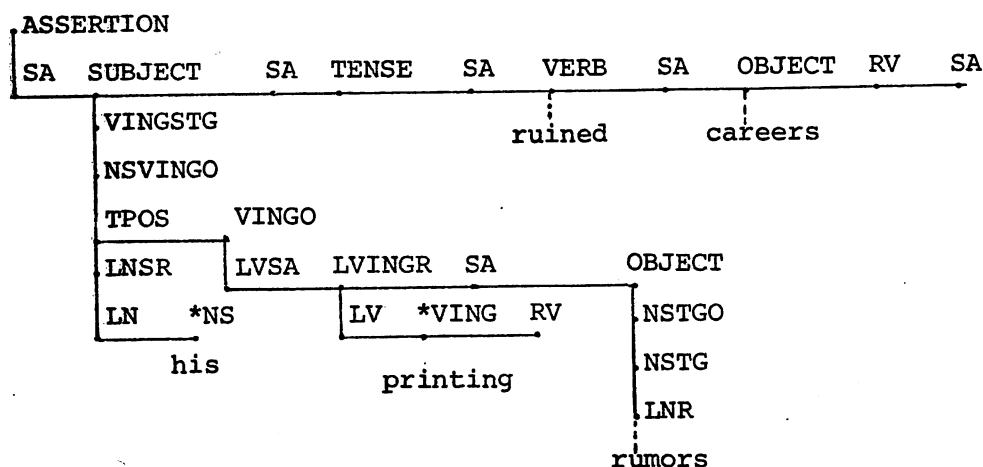 ASSERTION
SA SUBJECT SA TENSE SA VERB SA OBJECT RV SA
ruined careers
VINGSTG
NSVINGO
TPOS VINGO
LNSR LVSA LVINGR SA OBJECT
LN *NS LV *VING RV NSTGO
his printing NSTG
LNR
rumors